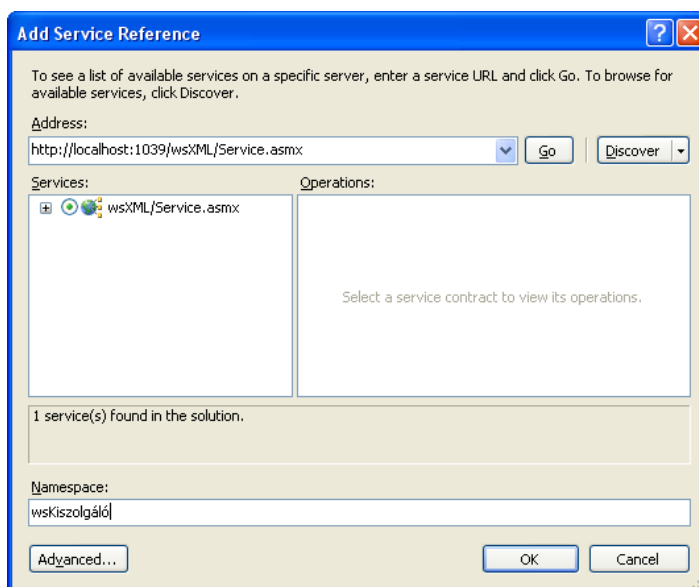 Add Service Reference
To see a list of available services on a specific server, enter a service URL and click Go. To browse for
available services, click Discover.
Address:
http://localhost:1039/wsXML/Service.asmx
Go
Discover
Services:
Operations:
wsXML/Service.asmx
Select a service contract to view its operations.
1 service(s) found in the solution.
Namespace:
wsKiszolgáló
Advanced...
OK
Cancel